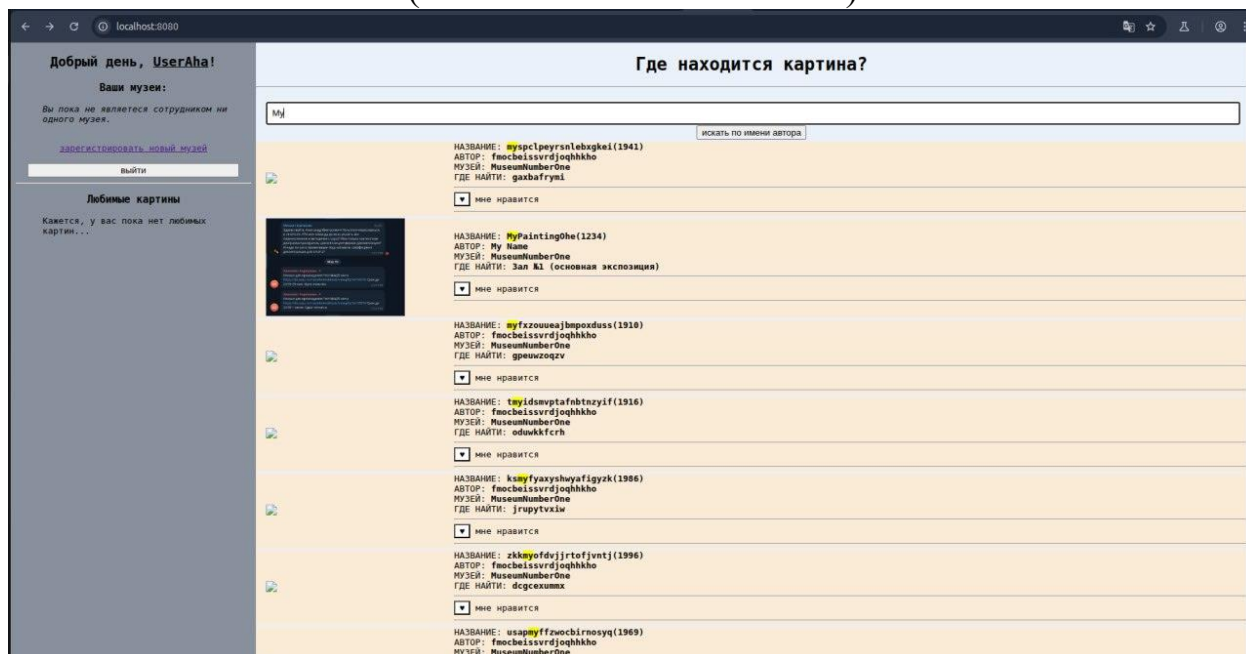 localhost:8080
Добрый день, UserAha!
Ваши музеи:
Вы пока не являетеся сотрудником ни
одного музея.
зарегистрировать новый музей
выйти
Любимые картины
Кажется, у вас пока нет любимых
картин...
Где находится картина?
My
искать по имени автора
НАЗВАНИЕ: myspclpeyrsnlebxgkei(1941)
АВТОР: fmocbeissvrdjoqhhkho
МУЗЕЙ: MuseumNumberOne
ГДЕ НАЙТИ: gaxbafrymi
мне нравится
НАЗВАНИЕ: MyPaintingOhe(1234)
АВТОР: My Name
МУЗЕЙ: MuseumNumberOne
ГДЕ НАЙТИ: Зал №1 (основная экспозиция)
мне нравится
НАЗВАНИЕ: myfxzouueajbmpoxduss(1910)
АВТОР: fmocbeissvrdjoqhhkho
МУЗЕЙ: MuseumNumberOne
ГДЕ НАЙТИ: gpeuwzoqzv
мне нравится
НАЗВАНИЕ: tmyidsmvptafnbtnzyif(1916)
АВТОР: fmocbeissvrdjoqhhkho
МУЗЕЙ: MuseumNumberOne
ГДЕ НАЙТИ: oduwkkfcrh
мне нравится
НАЗВАНИЕ: ksmyfyaxyshwyafigyzk(1986)
АВТОР: fmocbeissvrdjoqhhkho
МУЗЕЙ: MuseumNumberOne
ГДЕ НАЙТИ: jrupytvxiw
мне нравится
НАЗВАНИЕ: zkkmyofdvjjrtofjvntj(1996)
АВТОР: fmocbeissvrdjoqhhkho
МУЗЕЙ: MuseumNumberOne
ГДЕ НАЙТИ: dcgcexummx
мне нравится
НАЗВАНИЕ: usapmyffzwocbirnosyq(1969)
АВТОР: fmocbeissvrdjoqhhkho
МУЗЕЙ: MuseumNumberOne